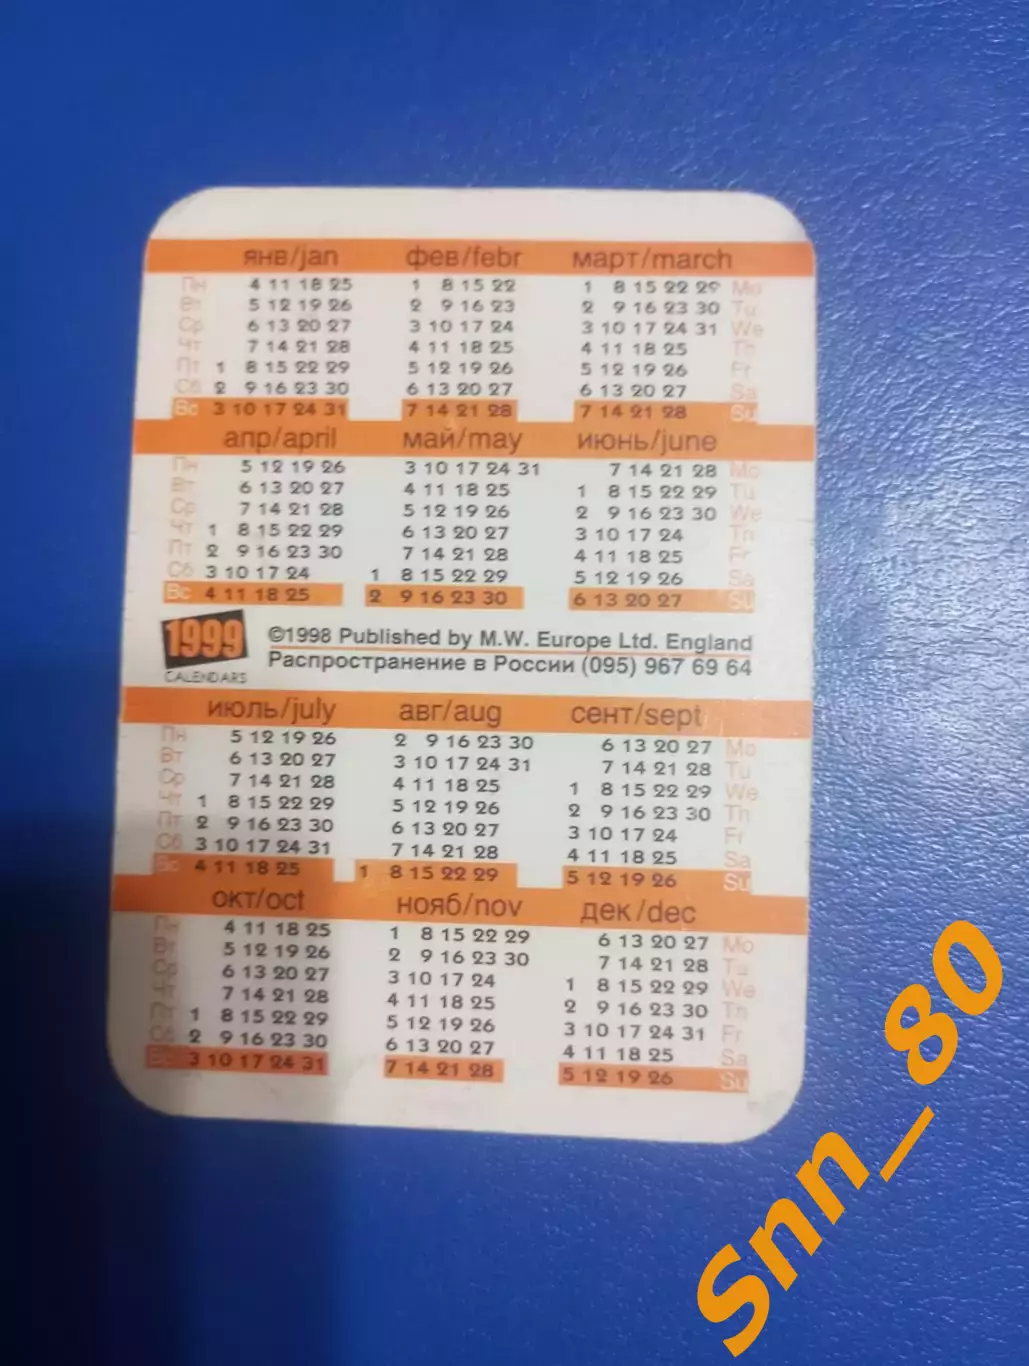 янв/jan фев/febr март/march
Пн 4 11 18 25 1 8 15 22 1 8 15 22 29 Mo
Вт 5 12 19 26 2 9 16 23 2 9 16 23 30 Tu
Ср 6 13 20 27 3 10 17 24 3 10 17 24 31 We
Чт 7 14 21 28 4 11 18 25 4 11 18 25 Th
Пт 1 8 15 22 29 5 12 19 26 5 12 19 26 Fr
Сб 2 9 16 23 30 6 13 20 27 6 13 20 27 Sa
Вс 3 10 17 24 31 7 14 21 28 7 14 21 28 Su
апр/april май/may июнь/june
Пн 5 12 19 26 3 10 17 24 31 7 14 21 28 Mo
Вт 6 13 20 27 4 11 18 25 1 8 15 22 29 Tu
Ср 7 14 21 28 5 12 19 26 2 9 16 23 30 We
Чт 1 8 15 22 29 6 13 20 27 3 10 17 24 Th
Пт 2 9 16 23 30 7 14 21 28 4 11 18 25 Fr
Сб 3 10 17 24 1 8 15 22 29 5 12 19 26 Sa
Вс 4 11 18 25 2 9 16 23 30 6 13 20 27 Su
1999
CALENDARS
©1998 Published by M.W. Europe Ltd. England
Распространение в России (095) 967 69 64
июль/july авг/aug сент/sept
Пн 5 12 19 26 2 9 16 23 30 6 13 20 27 Mo
Вт 6 13 20 27 3 10 17 24 31 7 14 21 28 Tu
Ср 7 14 21 28 4 11 18 25 1 8 15 22 29 We
Чт 1 8 15 22 29 5 12 19 26 2 9 16 23 30 Th
Пт 2 9 16 23 30 6 13 20 27 3 10 17 24 Fr
Сб 3 10 17 24 31 7 14 21 28 4 11 18 25 Sa
Вс 4 11 18 25 1 8 15 22 29 5 12 19 26 Su
окт/oct нояб/nov дек/dec
Пн 4 11 18 25 1 8 15 22 29 6 13 20 27 Mo
Вт 5 12 19 26 2 9 16 23 30 7 14 21 28 Tu
Ср 6 13 20 27 3 10 17 24 1 8 15 22 29 We
Чт 7 14 21 28 4 11 18 25 2 9 16 23 30 Th
Пт 1 8 15 22 29 5 12 19 26 3 10 17 24 31 Fr
Сб 2 9 16 23 30 6 13 20 27 4 11 18 25 Sa
Вс 3 10 17 24 31 7 14 21 28 5 12 19 26 Su
Snn_80